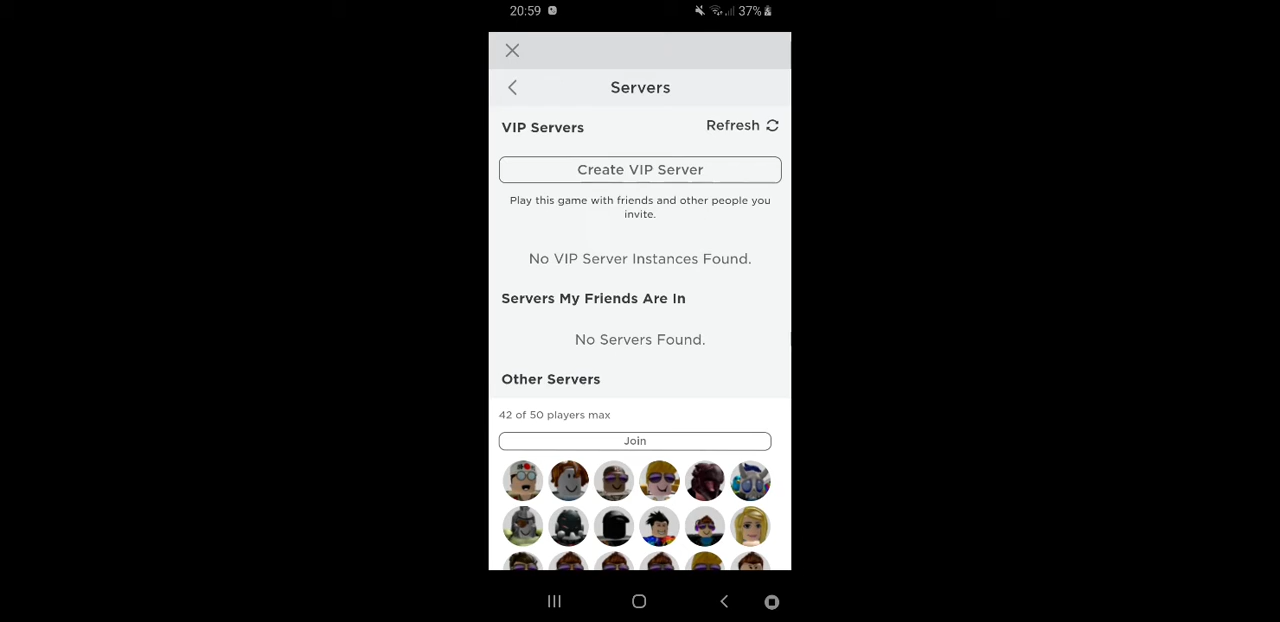 20:59
37%
Servers
VIP Servers
Refresh
Create VIP Server
Play this game with friends and other people you
invite.
No VIP Server Instances Found.
Servers My Friends Are In
No Servers Found.
Other Servers
42 of 50 players max
Join